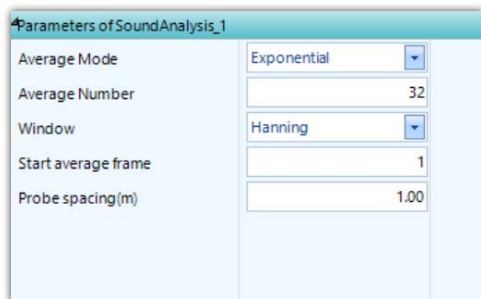 Parameters of SoundAnalysis_1
Average Mode Exponential
Average Number 32
Window Hanning
Start average frame 1
Probe spacing(m) 1.00